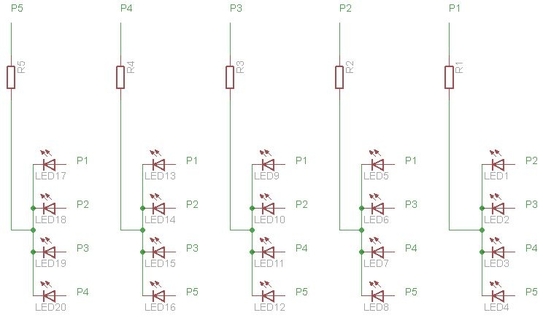 P5 P4 P3 P2 P1
R5 R4 R3 R2 R1
P1 P1 P1 P1 P2
LED17 LED13 LED9 LED5 LED1
P2 P2 P2 P3 P3
LED18 LED14 LED10 LED6 LED2
P3 P3 P4 P4 P4
LED19 LED15 LED11 LED7 LED3
P4 P5 P5 P5 P5
LED20 LED16 LED12 LED8 LED4